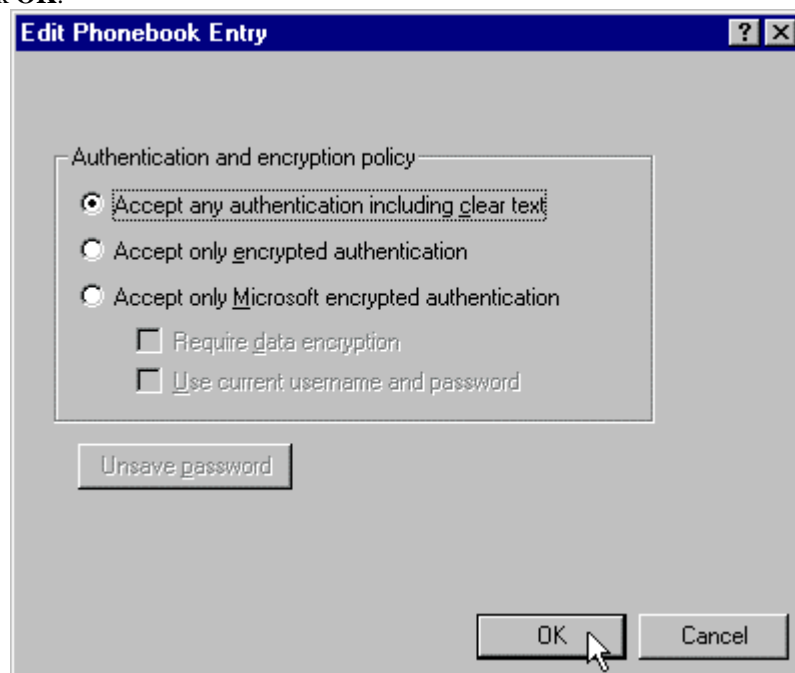 OK.
Edit Phonebook Entry
Authentication and encryption policy
Accept any authentication including clear text
Accept only encrypted authentication
Accept only Microsoft encrypted authentication
Require data encryption
Use current username and password
Unsave password
OK Cancel